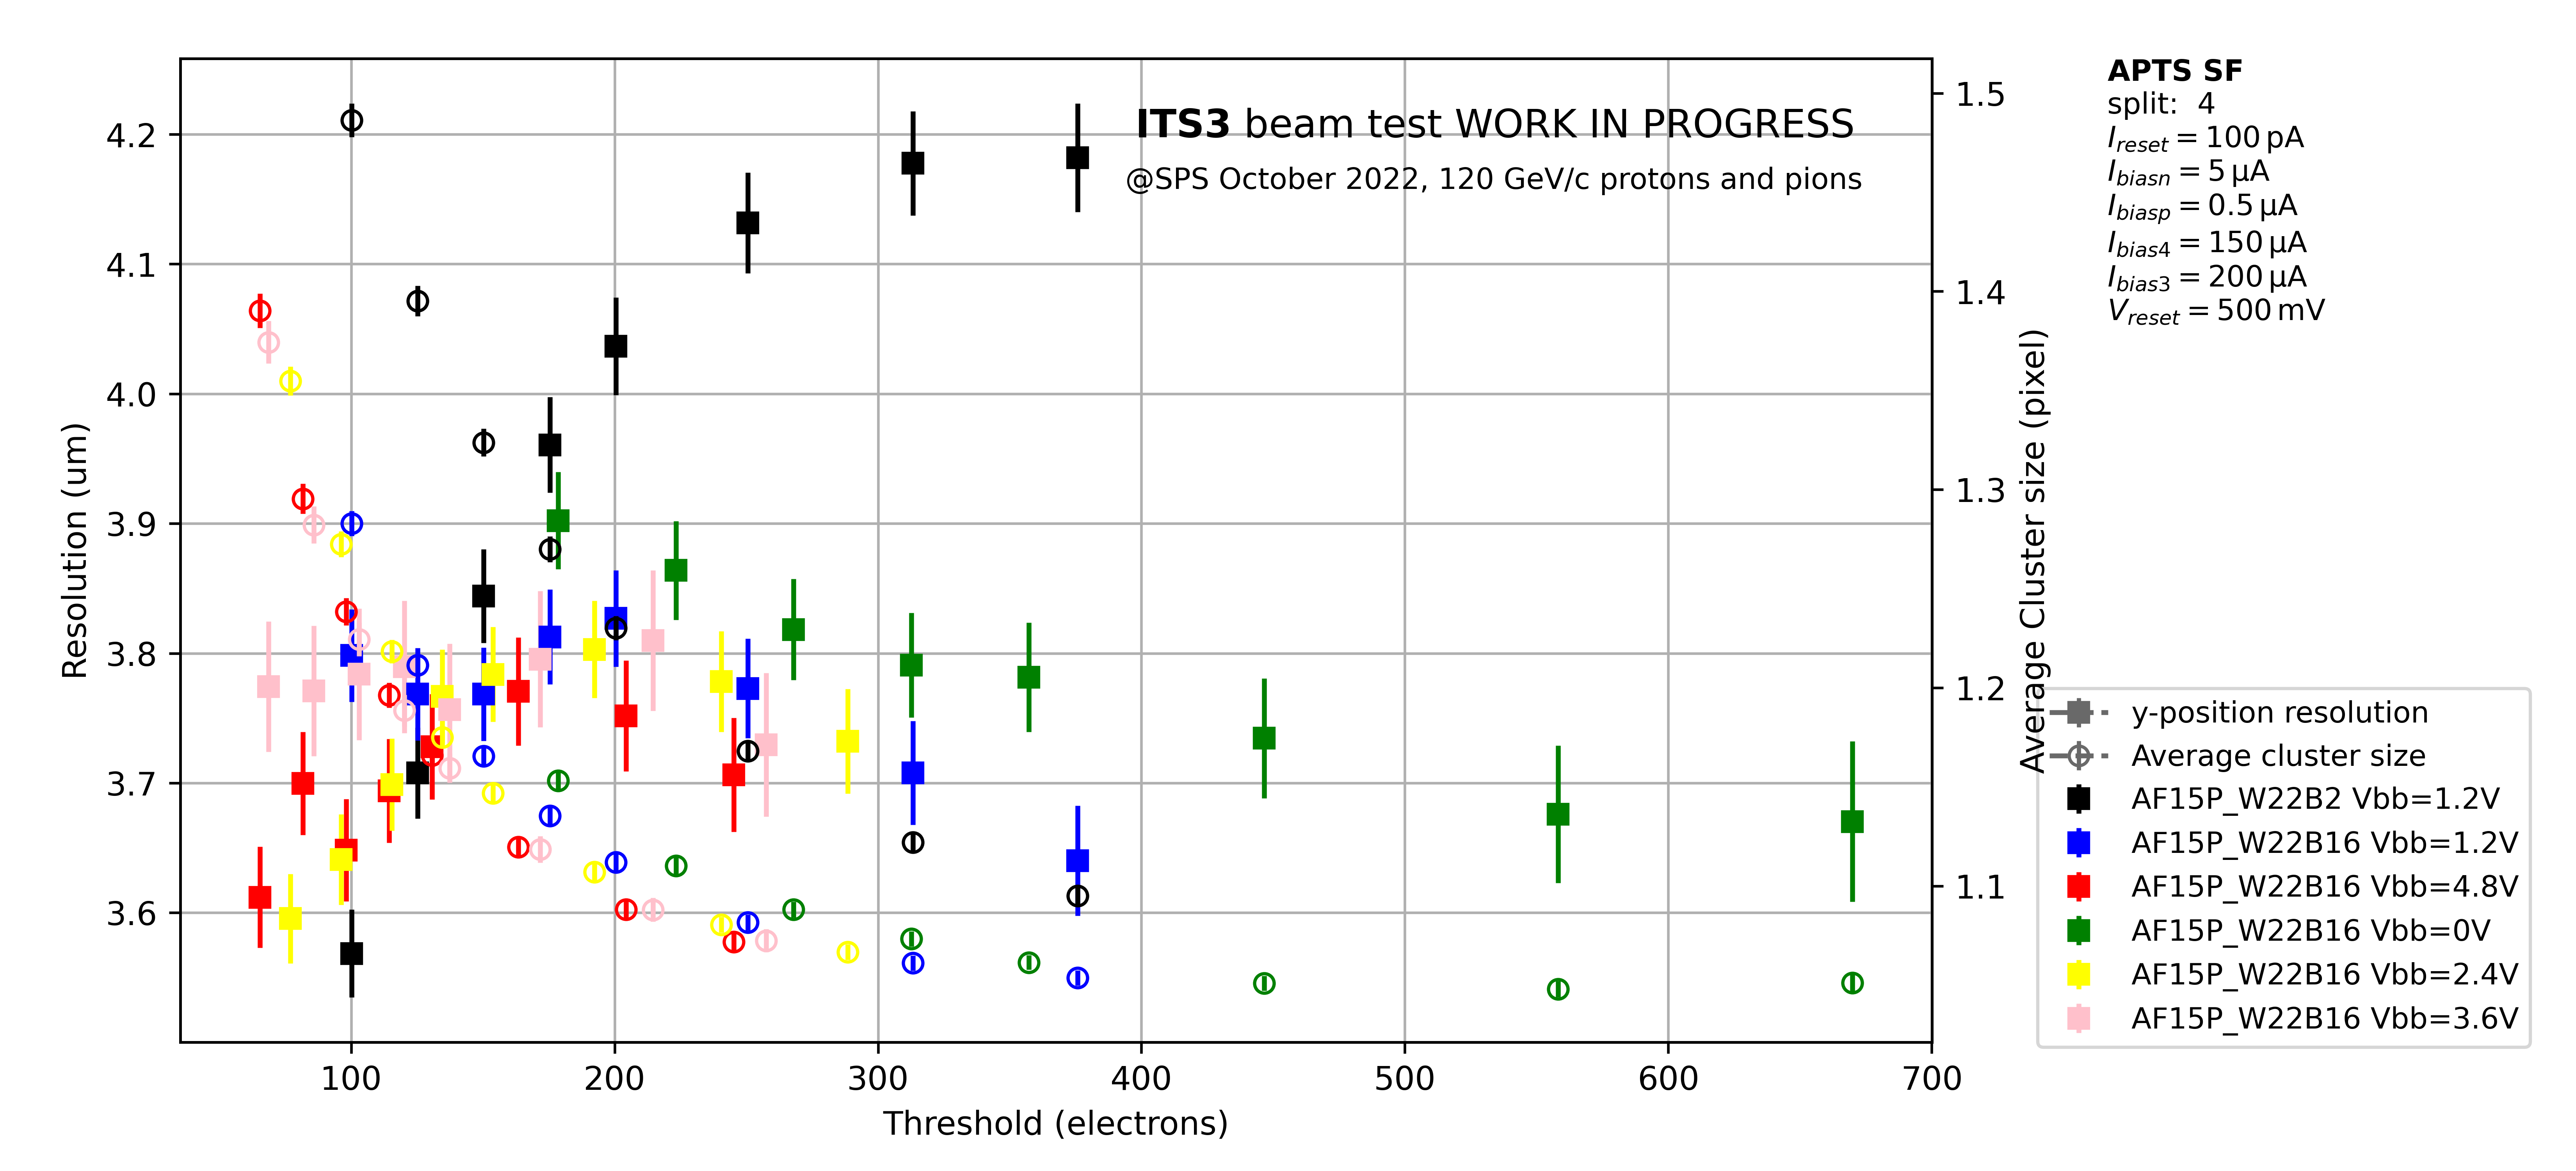 ITS3 beam test WORK IN PROGRESS
@SPS October 2022, 120 GeV/c protons and pions
Resolution (um)
4.2
4.1
4.0
3.9
3.8
3.7
3.6
100 200 300 400 500 600 700
Threshold (electrons)
1.5
1.4
1.3
1.2
1.1
Average Cluster size (pixel)
APTS SF
split: 4
I_reset = 100 pA
I_biasn = 5 μA
I_biasp = 0.5 μA
I_bias4 = 150 μA
I_bias3 = 200 μA
V_reset = 500 mV
y-position resolution
Average cluster size
AF15P_W22B2 Vbb=1.2V
AF15P_W22B16 Vbb=1.2V
AF15P_W22B16 Vbb=4.8V
AF15P_W22B16 Vbb=0V
AF15P_W22B16 Vbb=2.4V
AF15P_W22B16 Vbb=3.6V